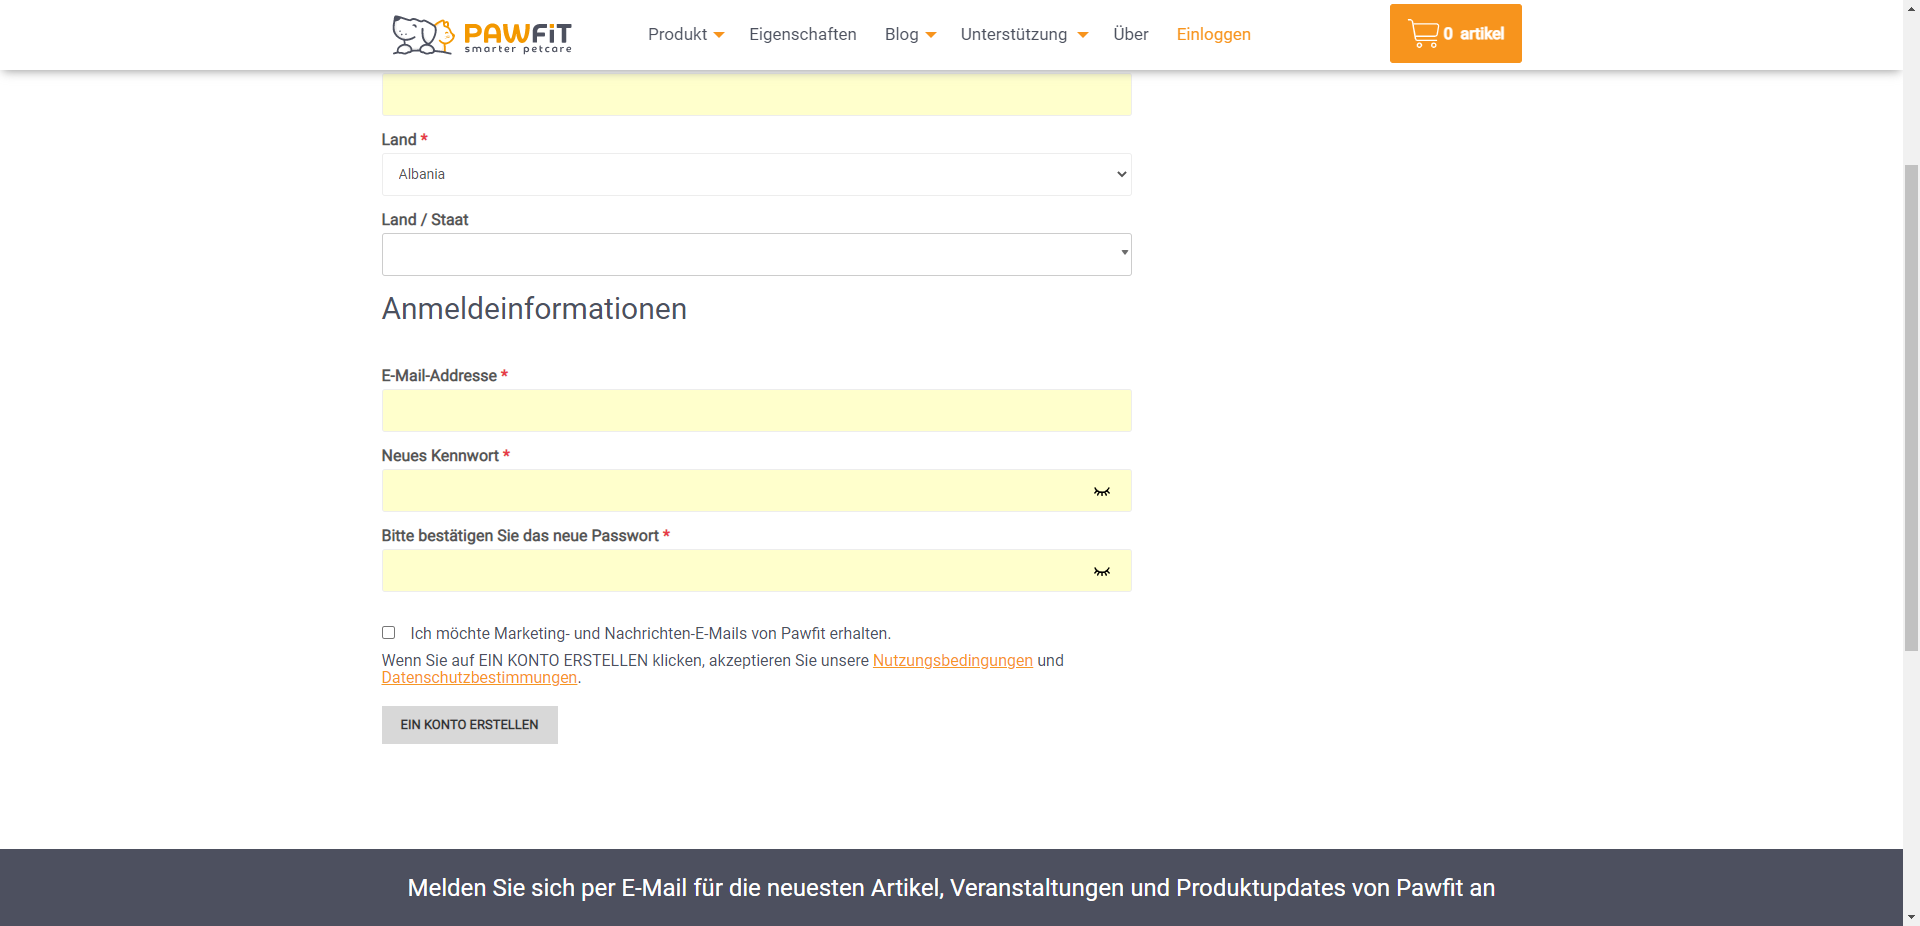 PAWFiT
smarter petcare
Produkt
Eigenschaften
Blog
Unterstützung
Über
Einloggen
0 artikel
Land *
Albania
Land / Staat
Anmeldeinformationen
E-Mail-Addresse *
Neues Kennwort *
Bitte bestätigen Sie das neue Passwort *
Ich möchte Marketing- und Nachrichten-E-Mails von Pawfit erhalten.
Wenn Sie auf EIN KONTO ERSTELLEN klicken, akzeptieren Sie unsere Nutzungsbedingungen und
Datenschutzbestimmungen.
EIN KONTO ERSTELLEN
Melden Sie sich per E-Mail für die neuesten Artikel, Veranstaltungen und Produktupdates von Pawfit an